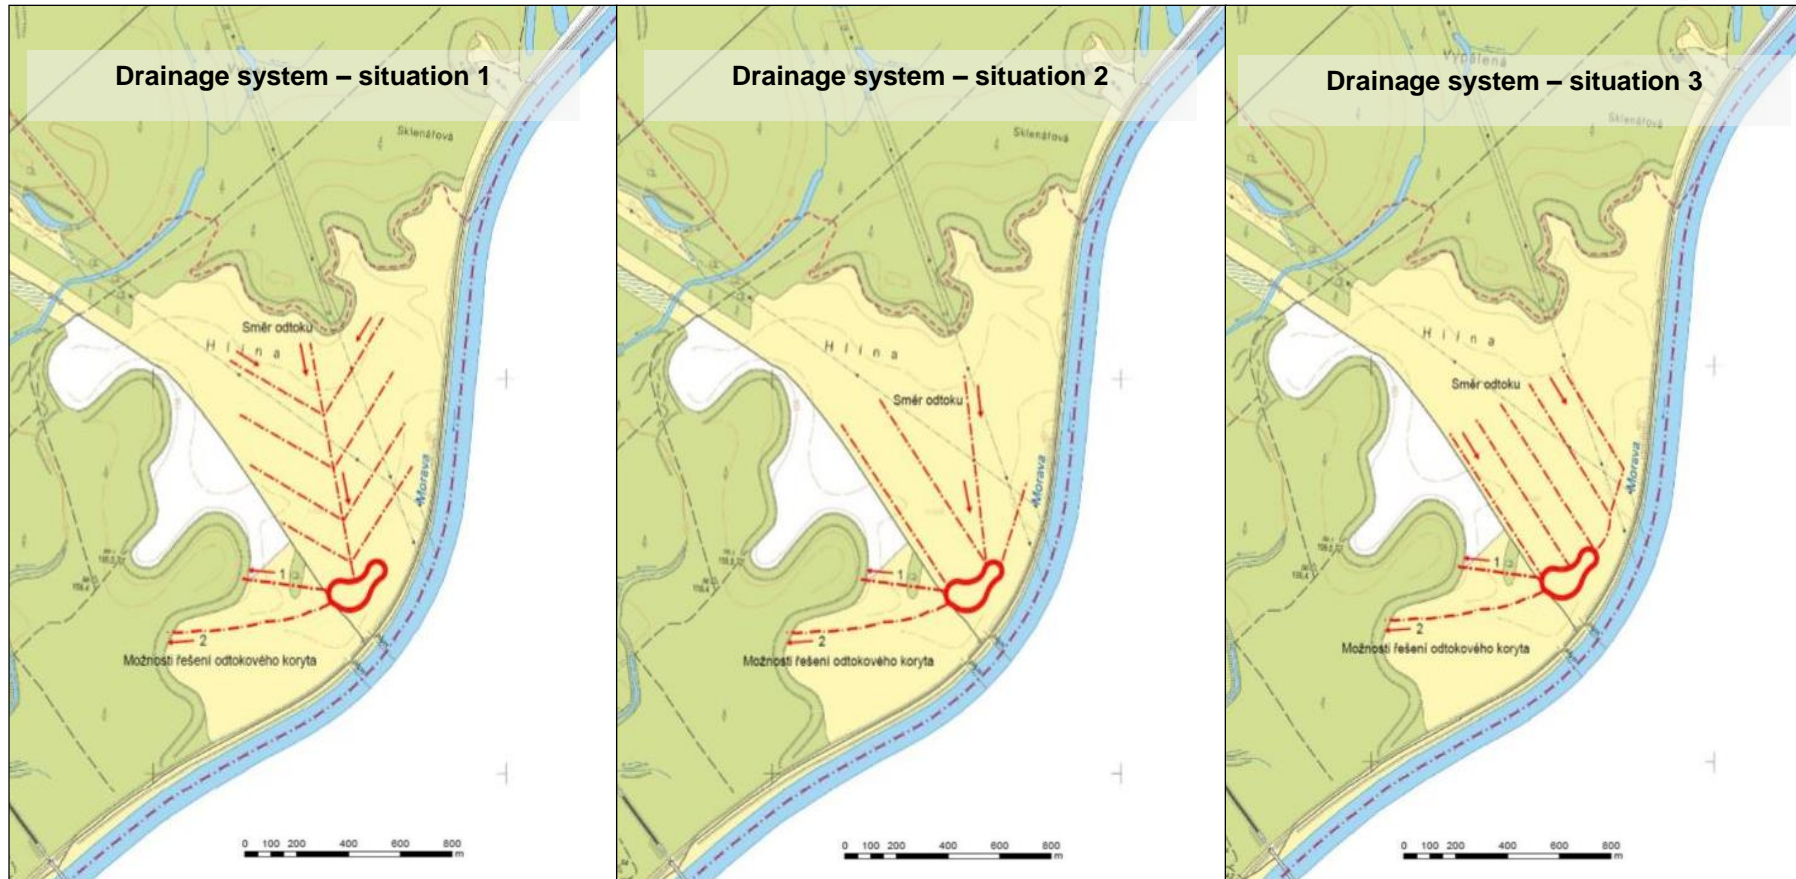 Drainage system – situation 1
Sklenářová
Směr odtoku
H l í n a
Morava
1
2
Možnosti řešení odtokového koryta
0 100 200 400 600 800
m
Drainage system – situation 2
Sklenářová
H l í n a
Směr odtoku
Morava
1
2
Možnosti řešení odtokového koryta
0 100 200 400 600 800
m
Vypálená
Drainage system – situation 3
Sklenářová
H l í n a
Směr odtoku
Morava
1
2
Možnosti řešení odtokového koryta
0 100 200 400 600 800
m